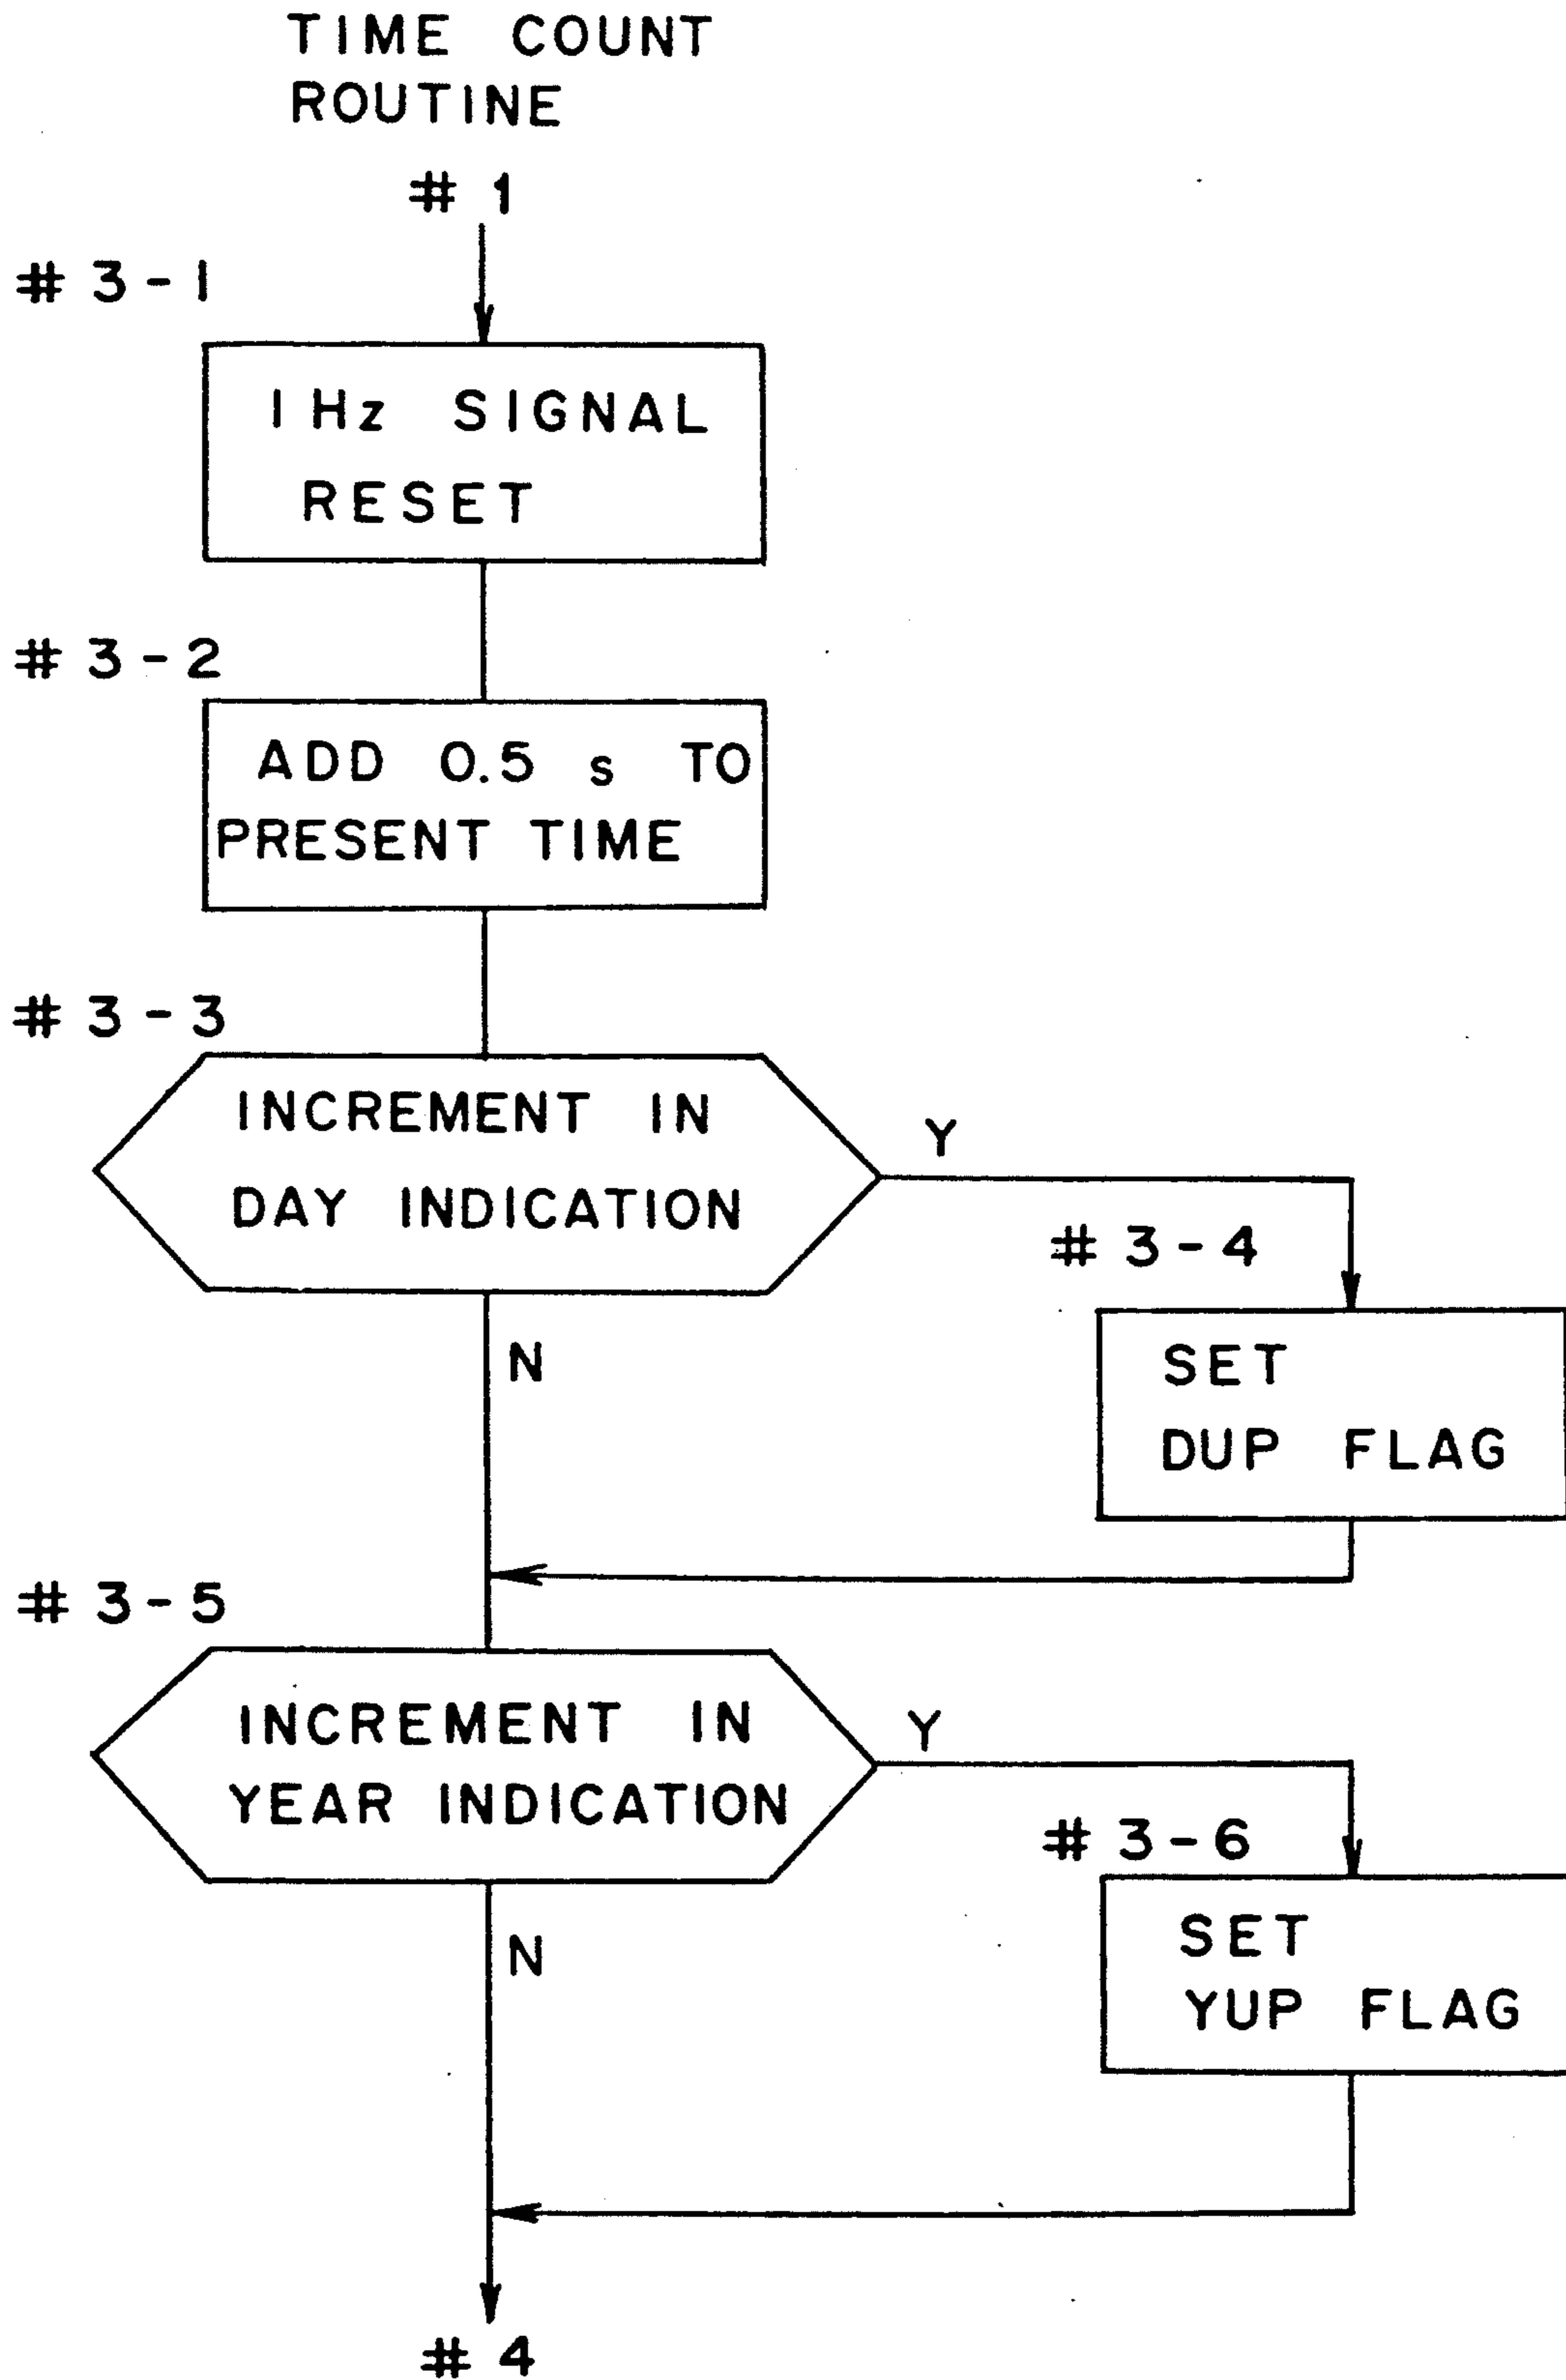 TIME COUNT
ROUTINE
# 1
# 3-1
1 Hz SIGNAL
RESET
# 3-2
ADD 0.5 s TO
PRESENT TIME
# 3-3
INCREMENT IN
DAY INDICATION
Y
N
# 3-4
SET
DUP FLAG
# 3-5
INCREMENT IN
YEAR INDICATION
Y
N
# 3-6
SET
YUP FLAG
# 4